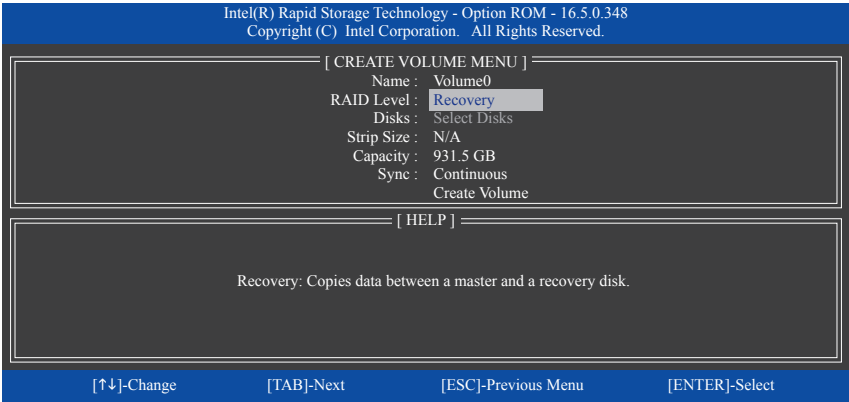 Intel(R) Rapid Storage Technology - Option ROM - 16.5.0.348
Copyright (C) Intel Corporation. All Rights Reserved.
[ CREATE VOLUME MENU ]
Name : Volume0
RAID Level : Recovery
Disks : Select Disks
Strip Size : N/A
Capacity : 931.5 GB
Sync : Continuous
Create Volume
[ HELP ]
Recovery: Copies data between a master and a recovery disk.
[↑↓]-Change [TAB]-Next [ESC]-Previous Menu [ENTER]-Select